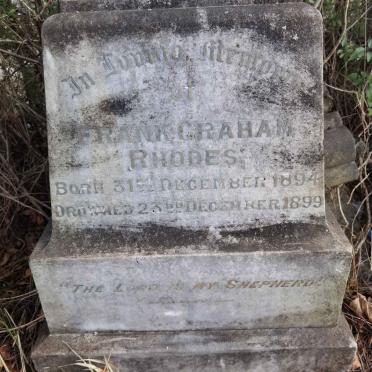 In Loving Memory
of
FRANK GRAHAM
RHODES.
BORN 31ST DECEMBER 1894
DROWNED 23RD DECEMBER 1899
"THE LORD IS MY SHEPHERD."